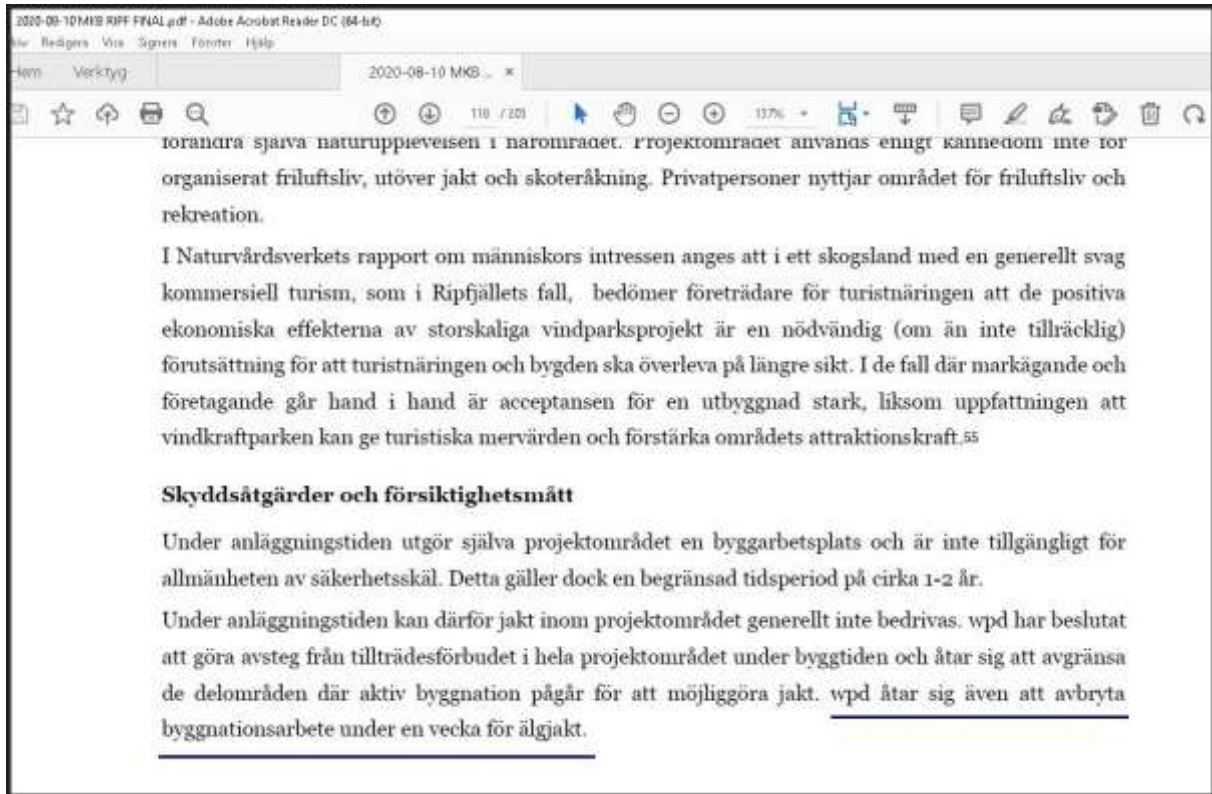 2020-08-10 MKB RIPF FINAL.pdf - Adobe Acrobat Reader DC (64-bit)
Redigera Visa Signera Fönster Hjälp
Hem Verktyg 2020-08-10 MKB ... ×
118 / 203 137%
förändra själva naturupplevelsen i närområdet. Projektområdet används enligt kännedom inte för
organiserat friluftsliv, utöver jakt och skoteråkning. Privatpersoner nyttjar området för friluftsliv och
rekreation.
I Naturvårdsverkets rapport om människors intressen anges att i ett skogsland med en generellt svag
kommersiell turism, som i Ripfjällets fall, bedömer företrädare för turistnäringen att de positiva
ekonomiska effekterna av storskaliga vindparksprojekt är en nödvändig (om än inte tillräcklig)
förutsättning för att turistnäringen och bygden ska överleva på längre sikt. I de fall där markägande och
företagande går hand i hand är acceptansen för en utbyggnad stark, liksom uppfattningen att
vindkraftparken kan ge turistiska mervärden och förstärka områdets attraktionskraft.55
Skyddsåtgärder och försiktighetsmått
Under anläggningstiden utgör själva projektområdet en byggarbetsplats och är inte tillgängligt för
allmänheten av säkerhetsskäl. Detta gäller dock en begränsad tidsperiod på cirka 1-2 år.
Under anläggningstiden kan därför jakt inom projektområdet generellt inte bedrivas. wpd har beslutat
att göra avsteg från tillträdesförbudet i hela projektområdet under byggtiden och åtar sig att avgränsa
de delområden där aktiv byggnation pågår för att möjliggöra jakt. wpd åtar sig även att avbryta
byggnationsarbete under en vecka för älgjakt.